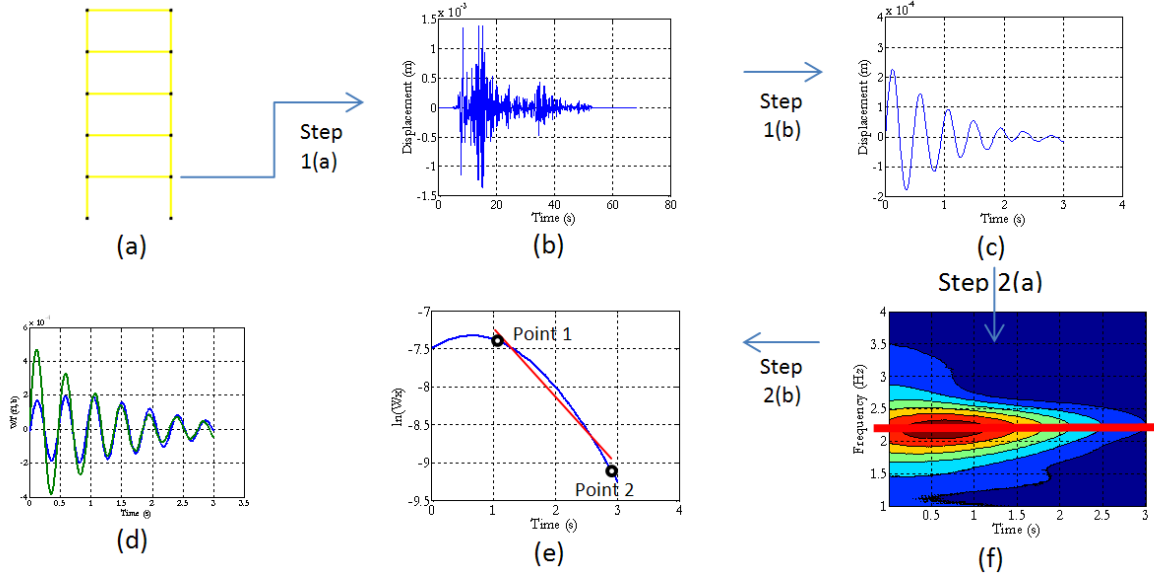 Step
1(a)
(a)
1.5
x 10^-3
1
0.5
0
-0.5
-1
-1.5
0
20
40
60
80
Displacement (m)
Time (s)
(b)
Step
1(b)
4
x 10^-4
2
0
-2
0
1
2
3
4
Displacement (m)
Time (s)
(c)
Step 2(a)
6
4
2
0
-2
-4
0
0.5
1
1.5
2
2.5
3
3.5
Time (s)
(d)
-7
-7.5
-8
-8.5
-9
-9.5
0
1
2
3
4
Point 1
Point 2
Time (s)
(e)
Step
2(b)
4
3.5
3
2.5
2
1.5
1
0.5
1
1.5
2
2.5
3
Frequency (Hz)
Time (s)
(f)